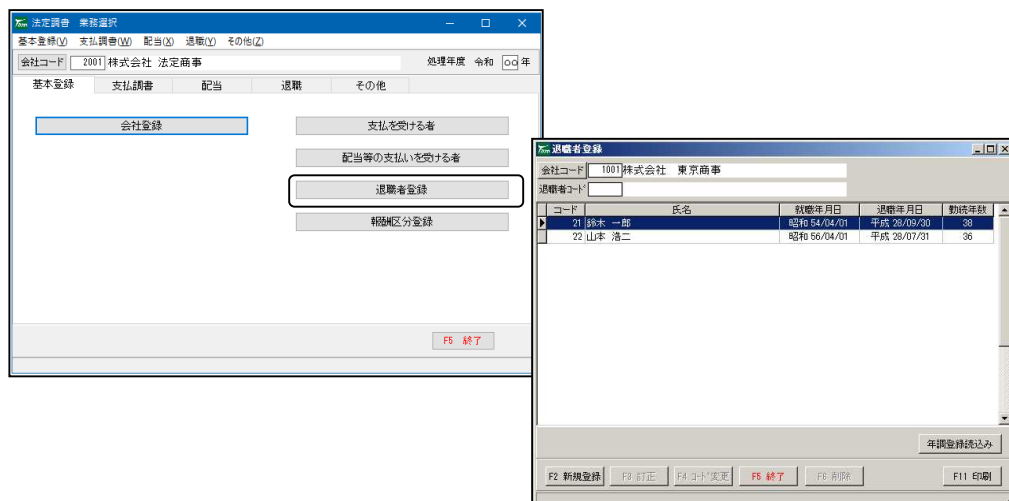 法定調書 業務選択
基本登録(V) 支払調書(W) 配当(X) 退職(Y) その他(Z)
会社コード 2001 株式会社 法定商事 処理年度 令和 ○○ 年
基本登録 支払調書 配当 退職 その他
会社登録 支払を受ける者
配当等の支払いを受ける者
退職者登録
報酬区分登録
F5 終了
退職者登録
会社コード 1001 株式会社 東京商事
退職者コード
コード 氏名 就職年月日 退職年月日 勤続年数
21 鈴木 一郎 昭和 54/04/01 平成 28/09/30 38
22 山本 浩二 昭和 56/04/01 平成 28/07/31 36
年調登録読込み
F2 新規登録 F3 訂正 F4 コード変更 F5 終了 F6 削除 F11 印刷